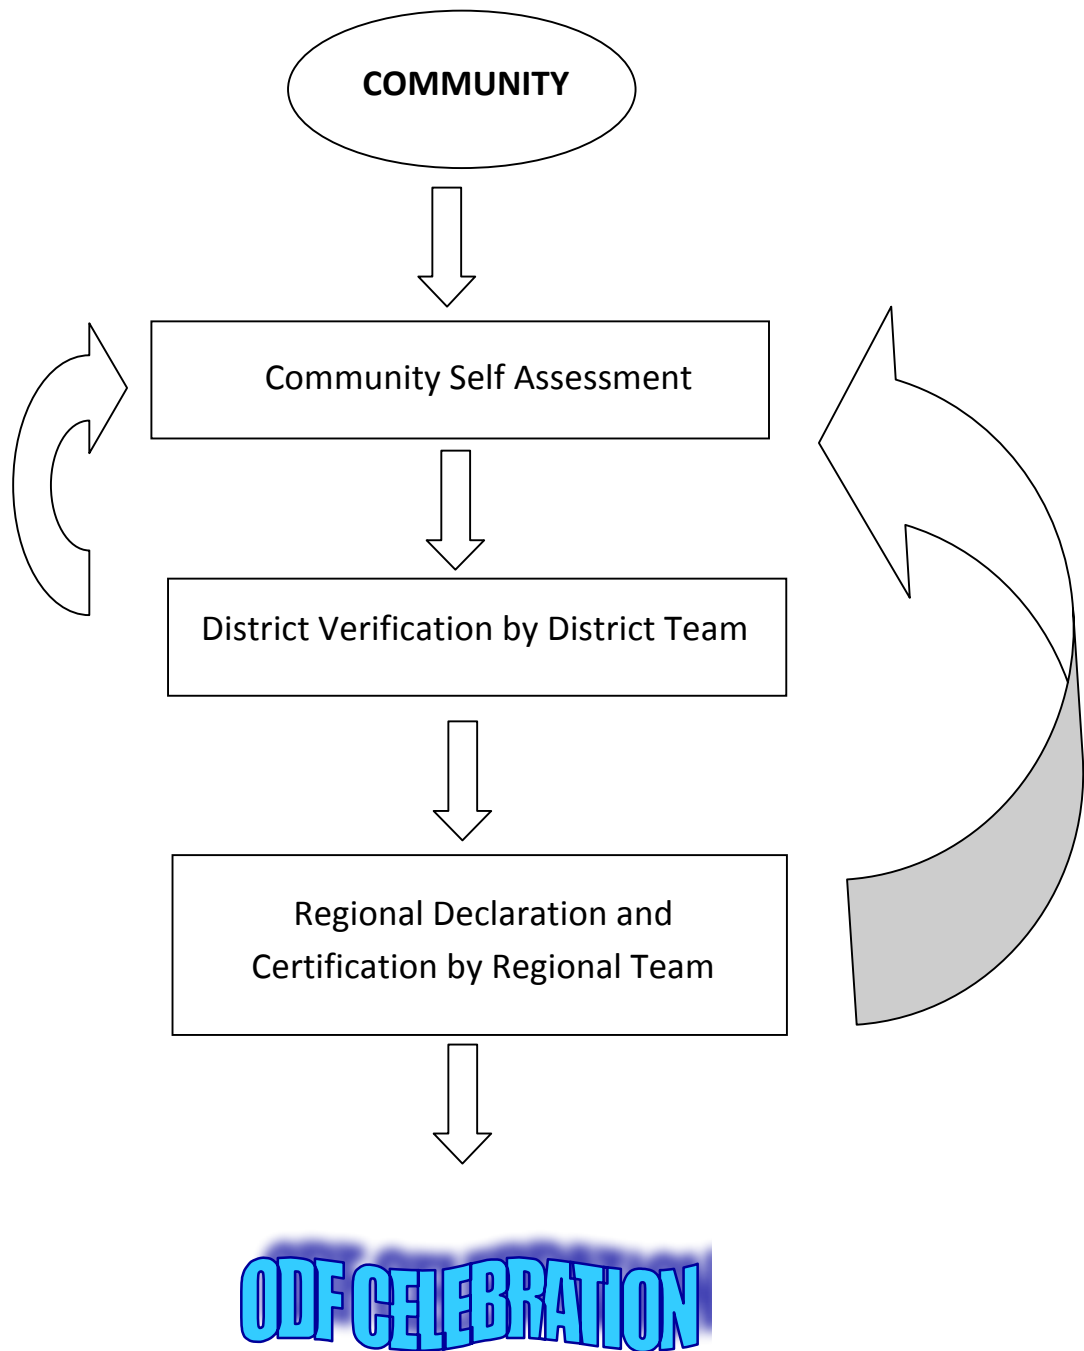 COMMUNITY
Community Self Assessment
District Verification by District Team
Regional Declaration and
Certification by Regional Team
ODF CELEBRATION